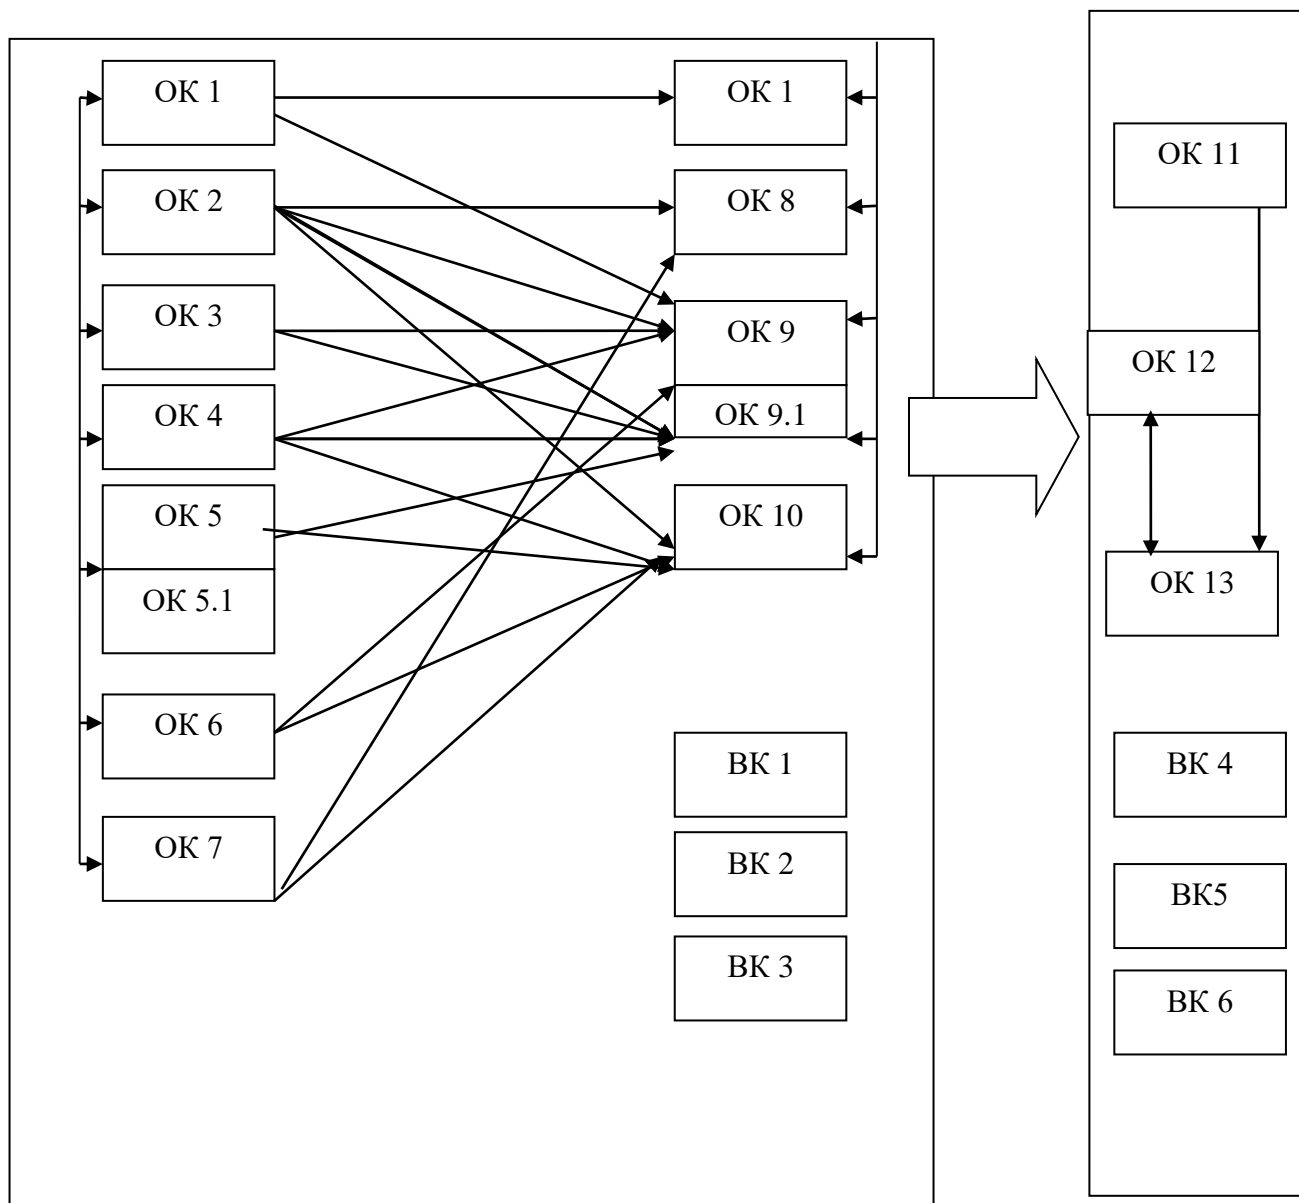 ОК 1
ОК 2
ОК 3
ОК 4
ОК 5
ОК 5.1
ОК 6
ОК 7
ОК 1
ОК 8
ОК 9
ОК 9.1
ОК 10
ВК 1
ВК 2
ВК 3
ОК 11
ОК 12
ОК 13
ВК 4
ВК5
ВК 6